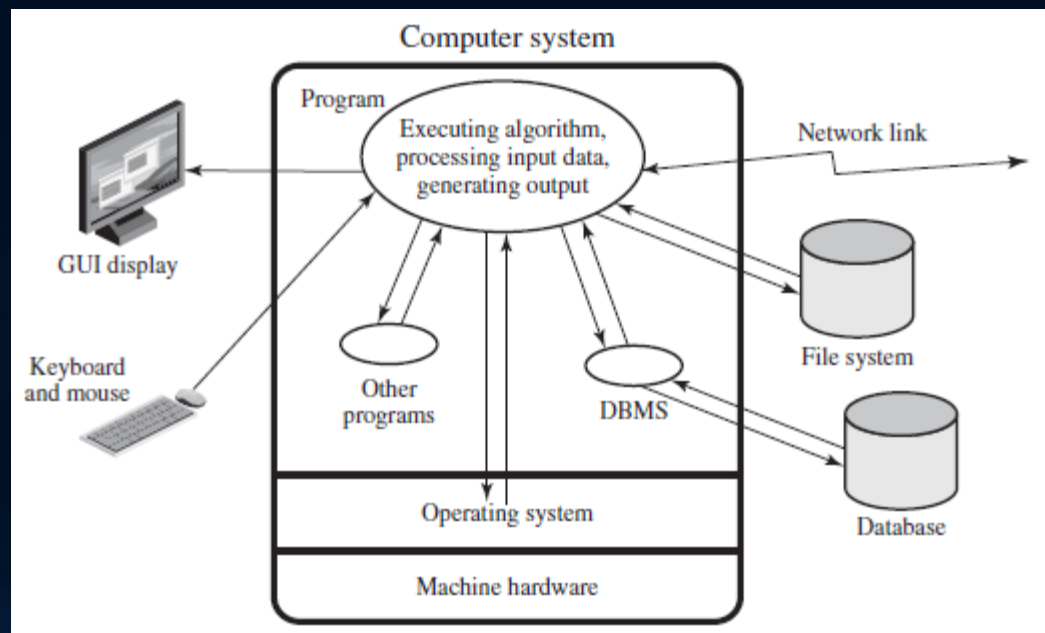 Computer system
Program
Executing algorithm,
processing input data,
generating output
Network link
GUI display
File system
Keyboard
and mouse
Other
programs
DBMS
Operating system
Database
Machine hardware